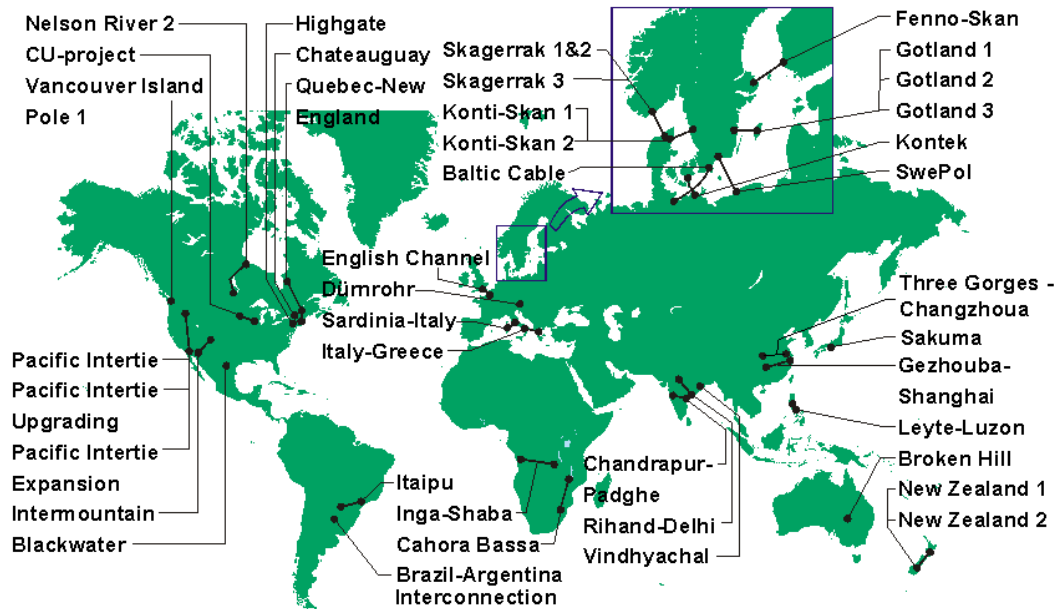 Nelson River 2
CU-project
Vancouver Island
Pole 1
Highgate
Chateauguay
Quebec-New
England
Skagerrak 1&2
Skagerrak 3
Konti-Skan 1
Konti-Skan 2
Baltic Cable
Fenno-Skan
Gotland 1
Gotland 2
Gotland 3
Kontek
SwePol
English Channel
Dürnrohr
Sardinia-Italy
Italy-Greece
Three Gorges -
Changzhoua
Sakuma
Gezhouba-
Shanghai
Leyte-Luzon
Broken Hill
New Zealand 1
New Zealand 2
Pacific Intertie
Pacific Intertie
Upgrading
Pacific Intertie
Expansion
Intermountain
Blackwater
Itaipu
Inga-Shaba
Cahora Bassa
Brazil-Argentina
Interconnection
Chandrapur-
Padghe
Rihand-Delhi
Vindhyachal